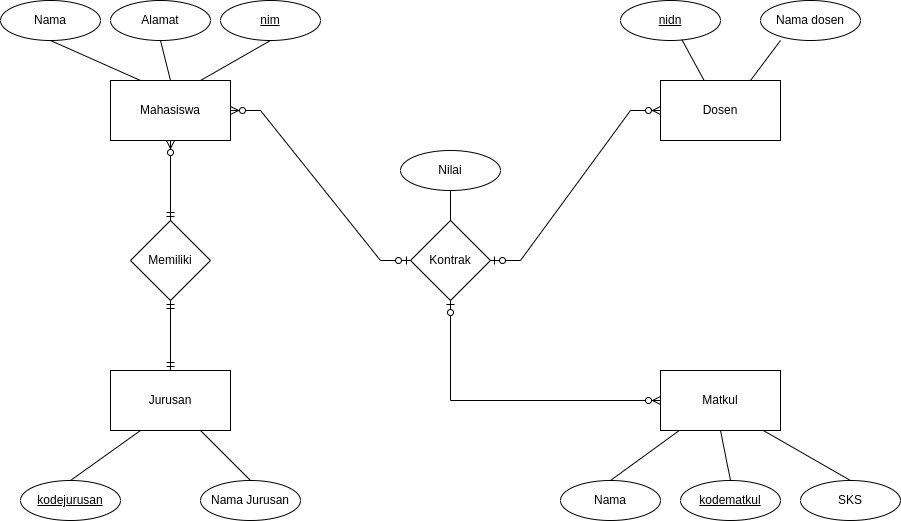 Nama
Alamat
nim
nidn
Nama dosen
Mahasiswa
Dosen
Nilai
Memiliki
Kontrak
Jurusan
Matkul
kodejurusan
Nama Jurusan
Nama
kodematkul
SKS